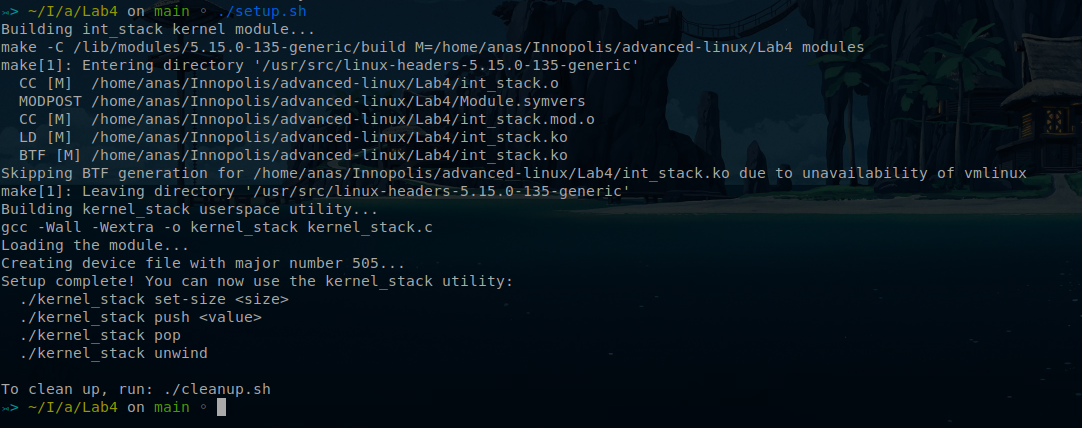 ⤖> ~/I/a/Lab4 on main ◦ ./setup.sh
Building int_stack kernel module...
make -C /lib/modules/5.15.0-135-generic/build M=/home/anas/Innopolis/advanced-linux/Lab4 modules
make[1]: Entering directory '/usr/src/linux-headers-5.15.0-135-generic'
  CC [M]  /home/anas/Innopolis/advanced-linux/Lab4/int_stack.o
  MODPOST /home/anas/Innopolis/advanced-linux/Lab4/Module.symvers
  CC [M]  /home/anas/Innopolis/advanced-linux/Lab4/int_stack.mod.o
  LD [M]  /home/anas/Innopolis/advanced-linux/Lab4/int_stack.ko
  BTF [M] /home/anas/Innopolis/advanced-linux/Lab4/int_stack.ko
Skipping BTF generation for /home/anas/Innopolis/advanced-linux/Lab4/int_stack.ko due to unavailability of vmlinux
make[1]: Leaving directory '/usr/src/linux-headers-5.15.0-135-generic'
Building kernel_stack userspace utility...
gcc -Wall -Wextra -o kernel_stack kernel_stack.c
Loading the module...
Creating device file with major number 505...
Setup complete! You can now use the kernel_stack utility:
  ./kernel_stack set-size <size>
  ./kernel_stack push <value>
  ./kernel_stack pop
  ./kernel_stack unwind

To clean up, run: ./cleanup.sh
⤖> ~/I/a/Lab4 on main ◦